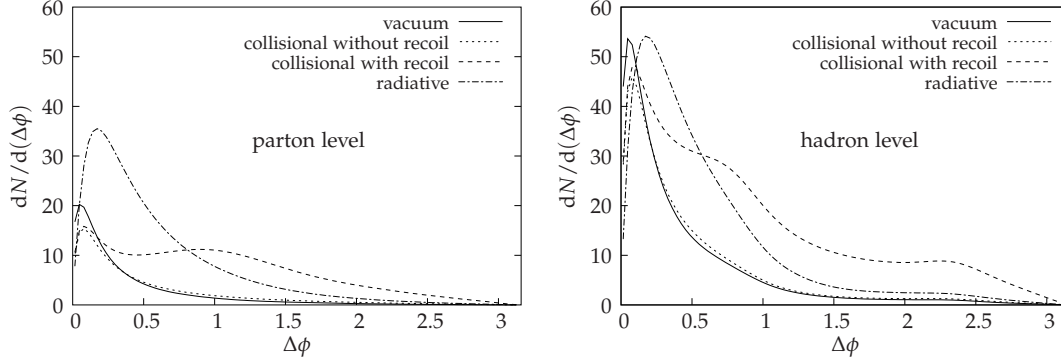 60
50
40
30
20
10
0
dN/d(Δϕ)
vacuum
collisional without recoil
collisional with recoil
radiative
parton level
0 0.5 1 1.5 2 2.5 3
Δϕ
60
50
40
30
20
10
0
dN/d(Δϕ)
vacuum
collisional without recoil
collisional with recoil
radiative
hadron level
0 0.5 1 1.5 2 2.5 3
Δϕ